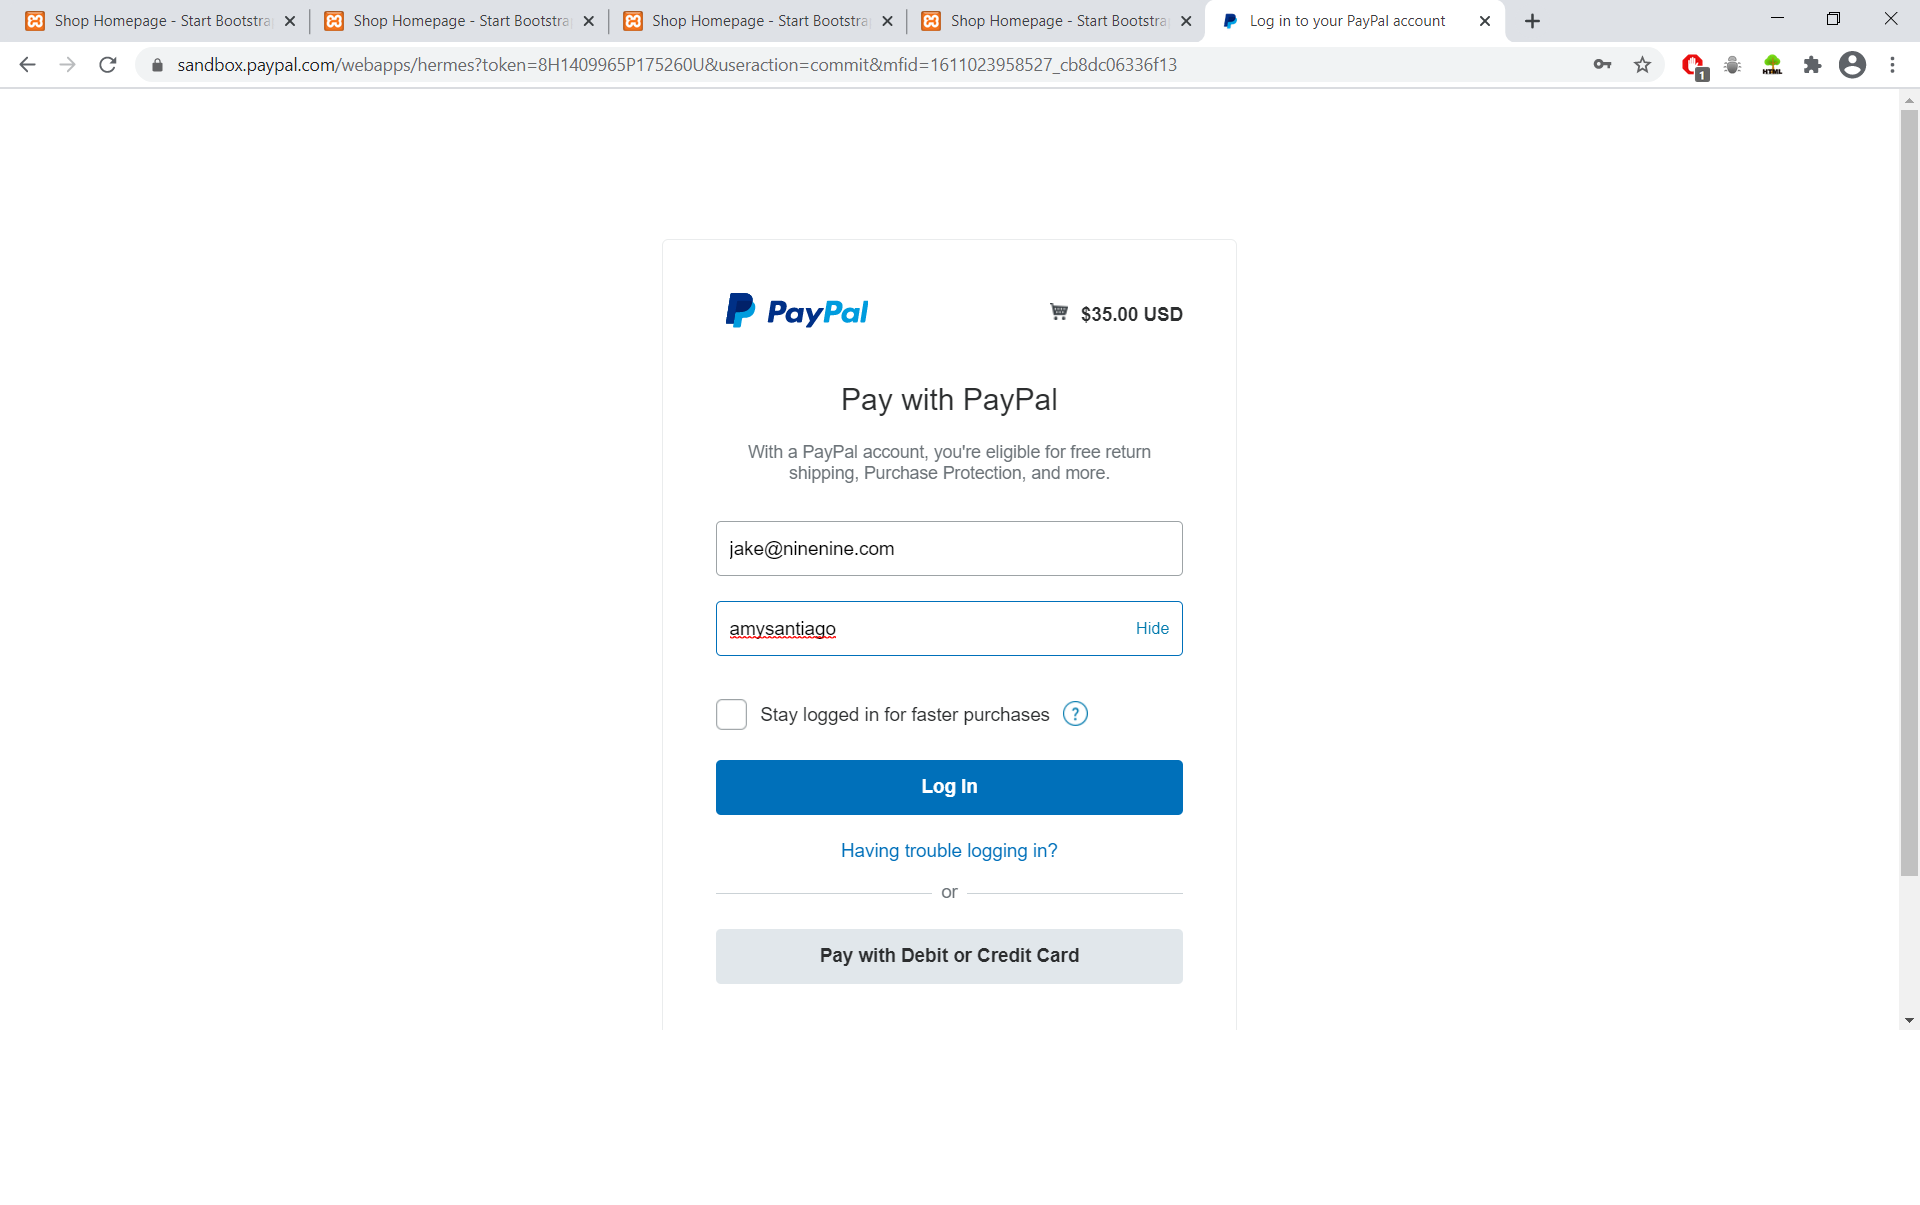 Shop Homepage - Start Bootstra
Shop Homepage - Start Bootstra
Shop Homepage - Start Bootstra
Shop Homepage - Start Bootstra
Log in to your PayPal account
sandbox.paypal.com/webapps/hermes?token=8H1409965P175260U&useraction=commit&mfid=1611023958527_cb8dc06336f13
1
HTML
PayPal
$35.00 USD
Pay with PayPal
With a PayPal account, you're eligible for free return
shipping, Purchase Protection, and more.
jake@ninenine.com
amysantiago
Hide
Stay logged in for faster purchases ?
Log In
Having trouble logging in?
or
Pay with Debit or Credit Card